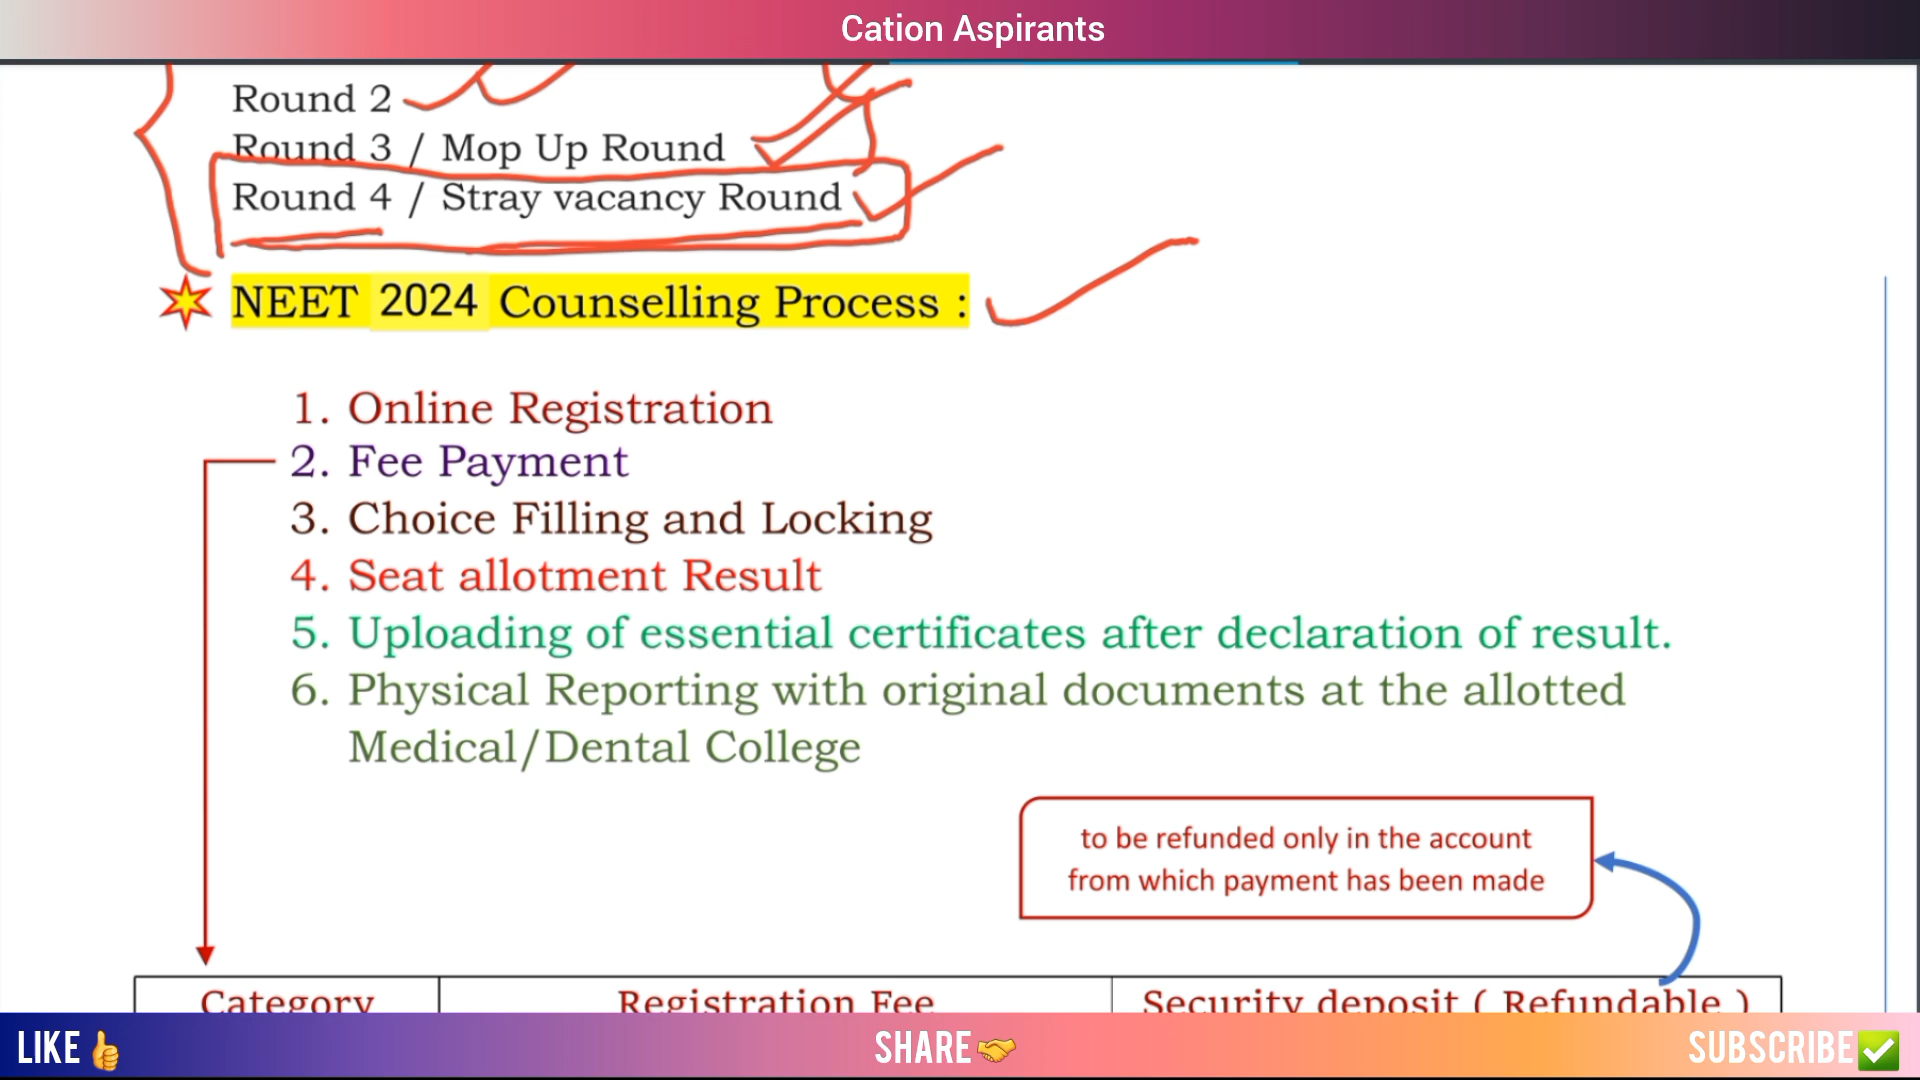 Cation Aspirants
Round 2
Round 3 / Mop Up Round
Round 4 / Stray vacancy Round
NEET 2024 Counselling Process :
1. Online Registration
2. Fee Payment
3. Choice Filling and Locking
4. Seat allotment Result
5. Uploading of essential certificates after declaration of result.
6. Physical Reporting with original documents at the allotted
Medical/Dental College
to be refunded only in the account
from which payment has been made
Category Registration Fee Security deposit ( Refundable )
LIKE SHARE SUBSCRIBE